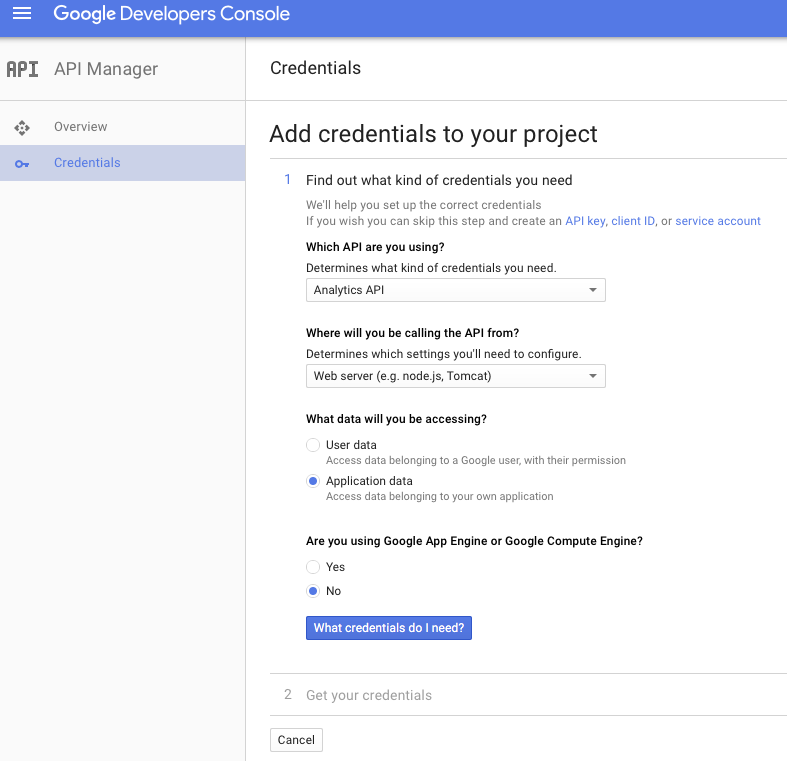 Google Developers Console
API API Manager
Overview
Credentials
Credentials
Add credentials to your project
1 Find out what kind of credentials you need
We'll help you set up the correct credentials
If you wish you can skip this step and create an API key, client ID, or service account
Which API are you using?
Determines what kind of credentials you need.
Analytics API
Where will you be calling the API from?
Determines which settings you'll need to configure.
Web server (e.g. node.js, Tomcat)
What data will you be accessing?
User data
Access data belonging to a Google user, with their permission
Application data
Access data belonging to your own application
Are you using Google App Engine or Google Compute Engine?
Yes
No
What credentials do I need?
2 Get your credentials
Cancel